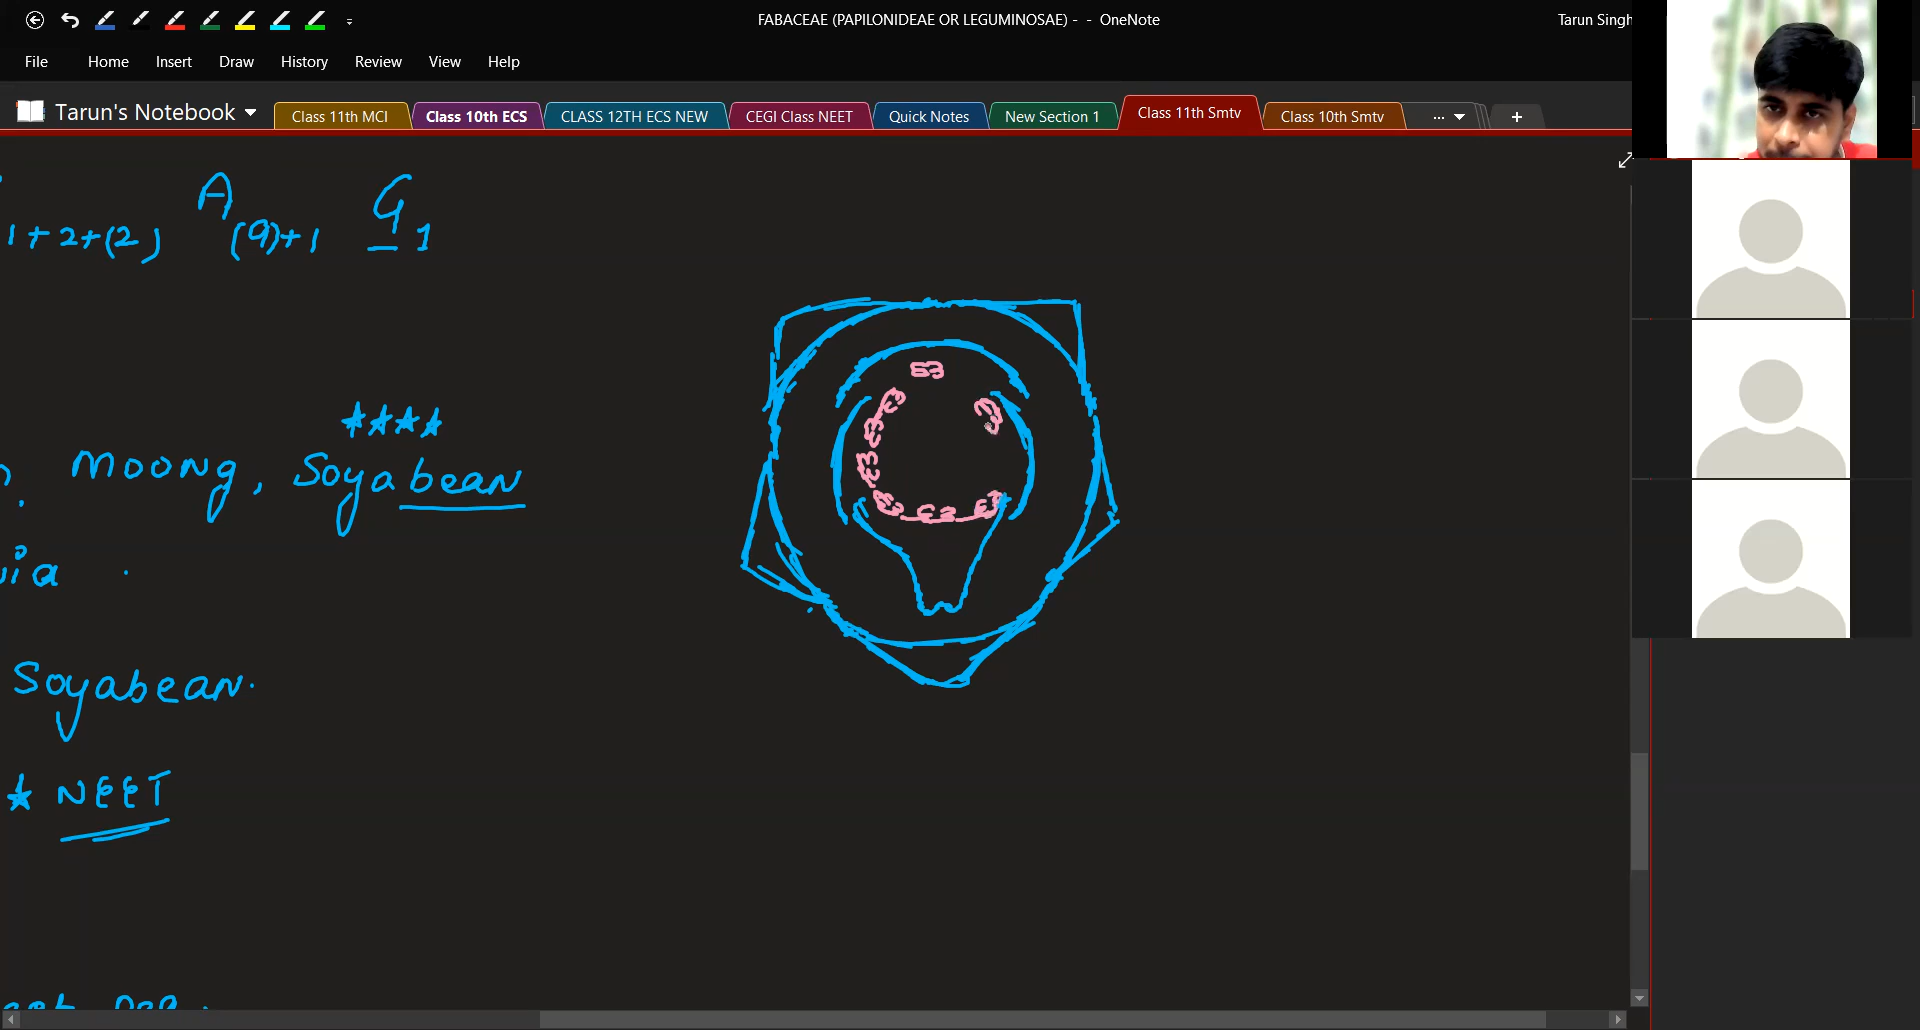 FABACEAE (PAPILONIDEAE OR LEGUMINOSAE) - - OneNote
Tarun Singh
File Home Insert Draw History Review View Help
Tarun's Notebook
Class 11th MCI
Class 10th ECS
CLASS 12TH ECS NEW
CEGI Class NEET
Quick Notes
New Section 1
Class 11th Smtv
Class 10th Smtv
... +
1+2+(2) A(9)+1 G1
Moong, Soyabean
Soyabean.
NEET